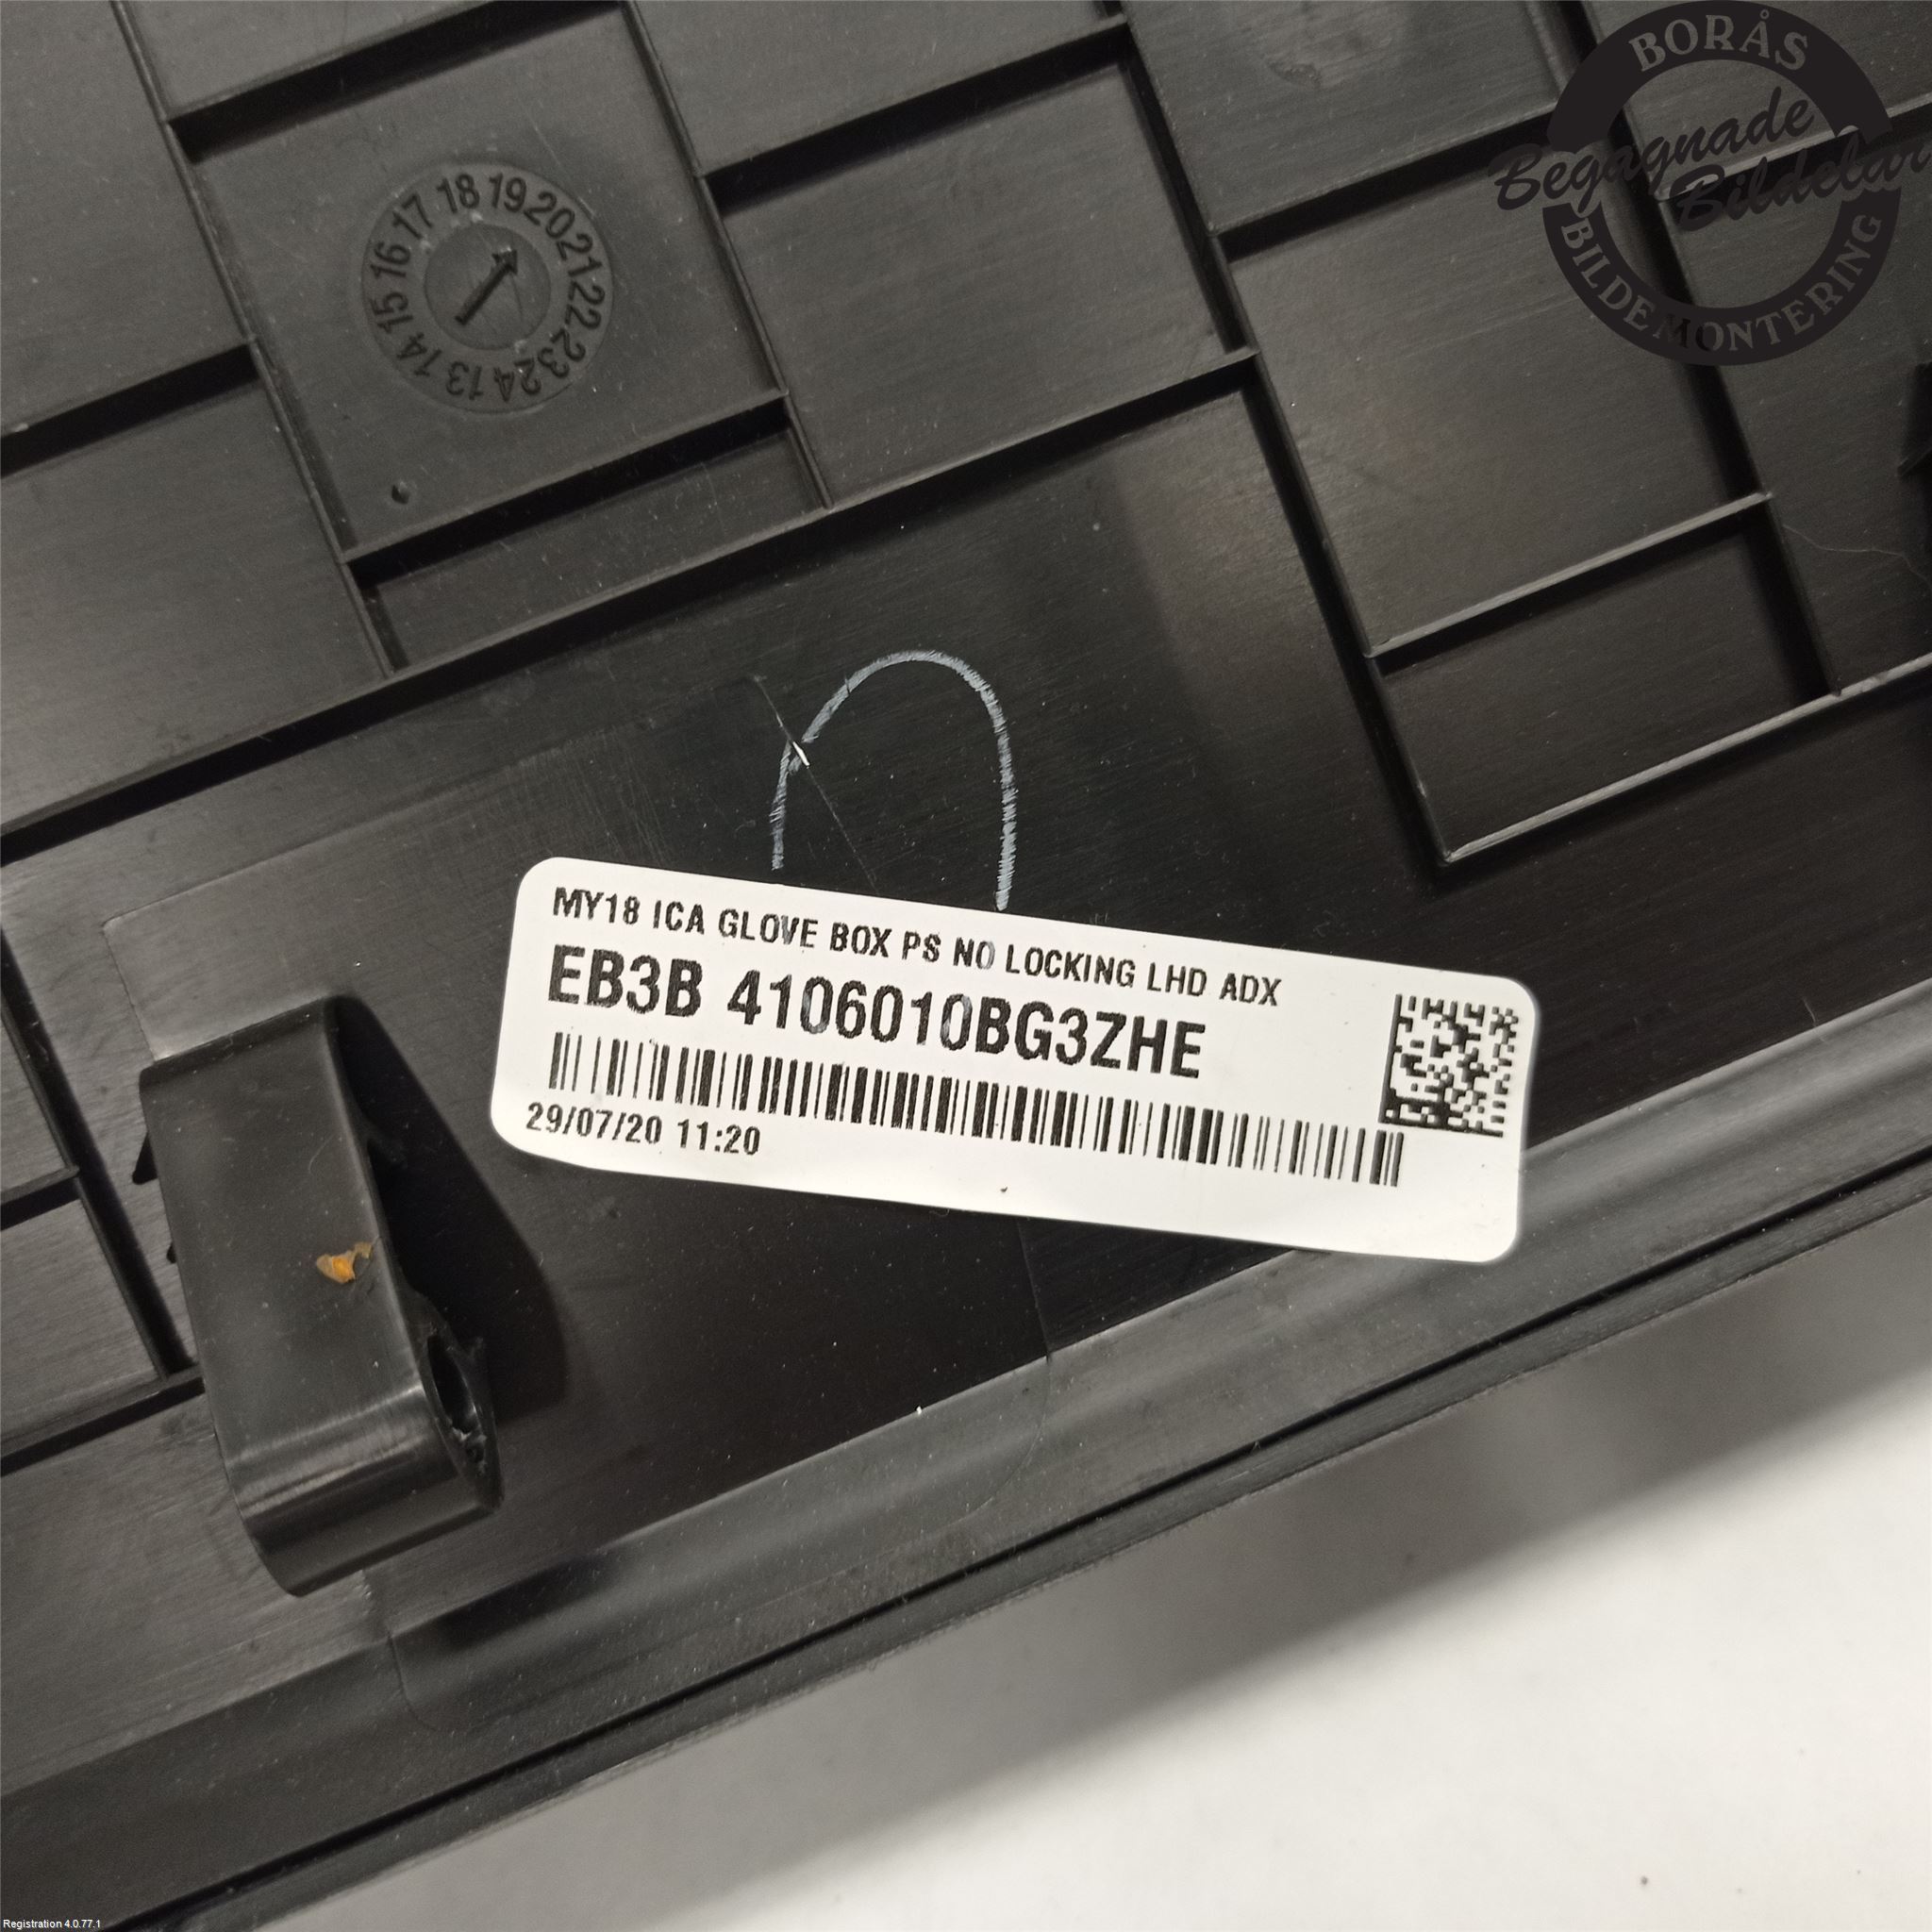 BORÅS
Begagnade
Bildelar
BILDEMONTERING
17 18 19 20 21 22 23 24 13 14 15 16
MY18 ICA GLOVE BOX PS NO LOCKING LHD ADX
EB3B 4106010BG3ZHE
29/07/20 11:20
Registration 4.0.77.1